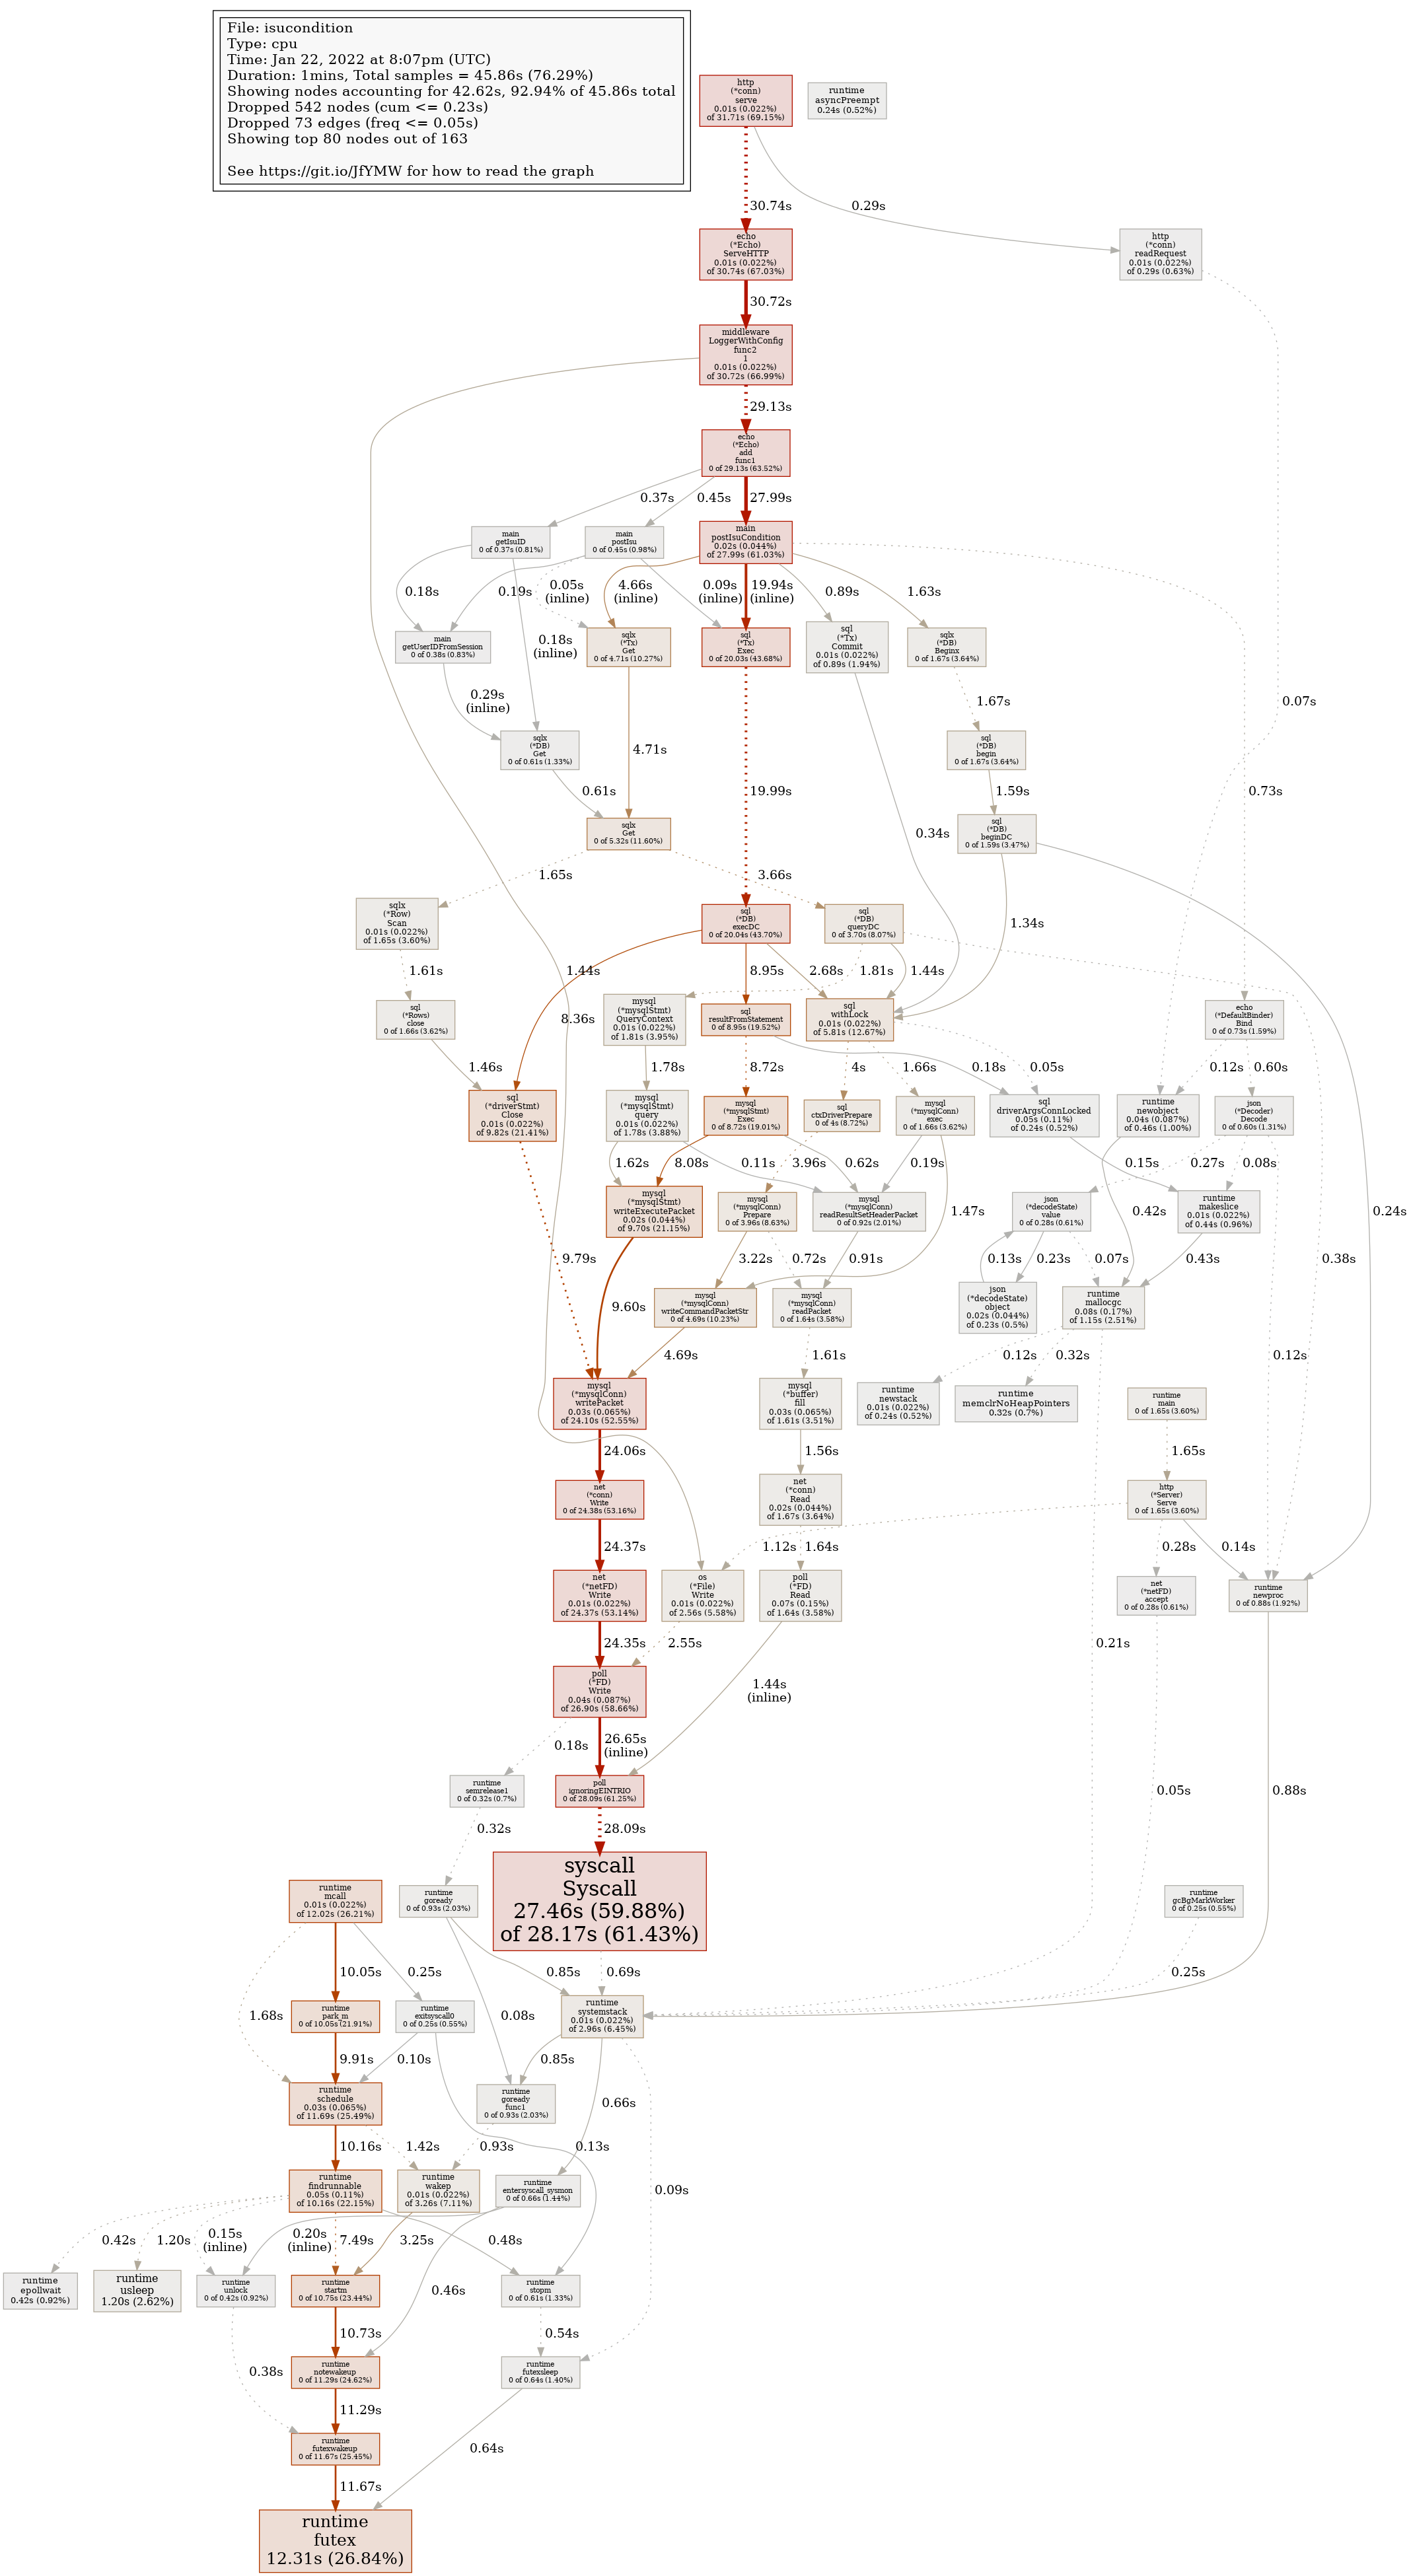 File: isucondition
Type: cpu
Time: Jan 22, 2022 at 8:07pm (UTC)
Duration: 1mins, Total samples = 45.86s (76.29%)
Showing nodes accounting for 42.62s, 92.94% of 45.86s total
Dropped 542 nodes (cum <= 0.23s)
Dropped 73 edges (freq <= 0.05s)
Showing top 80 nodes out of 163
See https://git.io/JfYMW for how to read the graph
http
(*conn)
serve
0.01s (0.022%)
of 31.71s (69.15%)
runtime
asyncPreempt
0.24s (0.52%)
30.74s
0.29s
echo
(*Echo)
ServeHTTP
0.01s (0.022%)
of 30.74s (67.03%)
http
(*conn)
readRequest
0.01s (0.022%)
of 0.29s (0.63%)
30.72s
middleware
LoggerWithConfig
func2
1
0.01s (0.022%)
of 30.72s (66.99%)
29.13s
echo
(*Echo)
add
func1
0 of 29.13s (63.52%)
0.37s
0.45s
27.99s
main
getIsuID
0 of 0.37s (0.81%)
main
postIsu
0 of 0.45s (0.98%)
main
postIsuCondition
0.02s (0.044%)
of 27.99s (61.03%)
0.18s
0.19s
0.05s
(inline)
4.66s
(inline)
0.09s
(inline)
19.94s
(inline)
0.89s
1.63s
main
getUserIDFromSession
0 of 0.38s (0.83%)
0.18s
(inline)
sqlx
(*Tx)
Get
0 of 4.71s (10.27%)
sql
(*Tx)
Exec
0 of 20.03s (43.68%)
sql
(*Tx)
Commit
0.01s (0.022%)
of 0.89s (1.94%)
sqlx
(*DB)
Beginx
0 of 1.67s (3.64%)
0.29s
(inline)
1.67s
0.07s
sqlx
(*DB)
Get
0 of 0.61s (1.33%)
4.71s
sql
(*DB)
begin
0 of 1.67s (3.64%)
0.61s
19.99s
1.59s
0.73s
sqlx
Get
0 of 5.32s (11.60%)
0.34s
sql
(*DB)
beginDC
0 of 1.59s (3.47%)
1.65s
3.66s
sqlx
(*Row)
Scan
0.01s (0.022%)
of 1.65s (3.60%)
sql
(*DB)
execDC
0 of 20.04s (43.70%)
sql
(*DB)
queryDC
0 of 3.70s (8.07%)
1.34s
1.61s
1.44s
8.95s
2.68s
1.81s
1.44s
sql
(*Rows)
close
0 of 1.66s (3.62%)
8.36s
mysql
(*mysqlStmt)
QueryContext
0.01s (0.022%)
of 1.81s (3.95%)
sql
resultFromStatement
0 of 8.95s (19.52%)
sql
withLock
0.01s (0.022%)
of 5.81s (12.67%)
echo
(*DefaultBinder)
Bind
0 of 0.73s (1.59%)
1.46s
1.78s
8.72s
0.18s
4s
1.66s
0.05s
0.12s
0.60s
sql
(*driverStmt)
Close
0.01s (0.022%)
of 9.82s (21.41%)
mysql
(*mysqlStmt)
query
0.01s (0.022%)
of 1.78s (3.88%)
mysql
(*mysqlStmt)
Exec
0 of 8.72s (19.01%)
sql
ctxDriverPrepare
0 of 4s (8.72%)
mysql
(*mysqlConn)
exec
0 of 1.66s (3.62%)
sql
driverArgsConnLocked
0.05s (0.11%)
of 0.24s (0.52%)
runtime
newobject
0.04s (0.087%)
of 0.46s (1.00%)
json
(*Decoder)
Decode
0 of 0.60s (1.31%)
1.62s
8.08s
0.11s
0.62s
3.96s
0.19s
0.15s
0.27s
0.08s
mysql
(*mysqlStmt)
writeExecutePacket
0.02s (0.044%)
of 9.70s (21.15%)
mysql
(*mysqlConn)
Prepare
0 of 3.96s (8.63%)
mysql
(*mysqlConn)
readResultSetHeaderPacket
0 of 0.92s (2.01%)
1.47s
json
(*decodeState)
value
0 of 0.28s (0.61%)
0.42s
runtime
makeslice
0.01s (0.022%)
of 0.44s (0.96%)
0.24s
9.79s
3.22s
0.72s
0.91s
0.13s
0.23s
0.07s
0.43s
0.38s
9.60s
mysql
(*mysqlConn)
writeCommandPacketStr
0 of 4.69s (10.23%)
mysql
(*mysqlConn)
readPacket
0 of 1.64s (3.58%)
json
(*decodeState)
object
0.02s (0.044%)
of 0.23s (0.5%)
runtime
mallocgc
0.08s (0.17%)
of 1.15s (2.51%)
4.69s
1.61s
0.12s
0.32s
0.12s
mysql
(*mysqlConn)
writePacket
0.03s (0.065%)
of 24.10s (52.55%)
mysql
(*buffer)
fill
0.03s (0.065%)
of 1.61s (3.51%)
runtime
newstack
0.01s (0.022%)
of 0.24s (0.52%)
runtime
memclrNoHeapPointers
0.32s (0.7%)
runtime
main
0 of 1.65s (3.60%)
24.06s
1.56s
1.65s
net
(*conn)
Write
0 of 24.38s (53.16%)
net
(*conn)
Read
0.02s (0.044%)
of 1.67s (3.64%)
http
(*Server)
Serve
0 of 1.65s (3.60%)
24.37s
1.12s
1.64s
0.28s
0.14s
net
(*netFD)
Write
0.01s (0.022%)
of 24.37s (53.14%)
os
(*File)
Write
0.01s (0.022%)
of 2.56s (5.58%)
poll
(*FD)
Read
0.07s (0.15%)
of 1.64s (3.58%)
net
(*netFD)
accept
0 of 0.28s (0.61%)
runtime
newproc
0 of 0.88s (1.92%)
24.35s
2.55s
0.21s
poll
(*FD)
Write
0.04s (0.087%)
of 26.90s (58.66%)
1.44s
(inline)
0.18s
26.65s
(inline)
runtime
semrelease1
0 of 0.32s (0.7%)
poll
ignoringEINTRIO
0 of 28.09s (61.25%)
0.05s
0.88s
0.32s
28.09s
runtime
mcall
0.01s (0.022%)
of 12.02s (26.21%)
runtime
goready
0 of 0.93s (2.03%)
syscall
Syscall
27.46s (59.88%)
of 28.17s (61.43%)
runtime
gcBgMarkWorker
0 of 0.25s (0.55%)
10.05s
0.25s
0.85s
0.69s
0.25s
1.68s
runtime
park_m
0 of 10.05s (21.91%)
runtime
exitsyscall0
0 of 0.25s (0.55%)
0.08s
runtime
systemstack
0.01s (0.022%)
of 2.96s (6.45%)
9.91s
0.10s
0.85s
runtime
schedule
0.03s (0.065%)
of 11.69s (25.49%)
runtime
goready
func1
0 of 0.93s (2.03%)
0.66s
10.16s
1.42s
0.93s
0.13s
runtime
findrunnable
0.05s (0.11%)
of 10.16s (22.15%)
runtime
wakep
0.01s (0.022%)
of 3.26s (7.11%)
runtime
entersyscall_sysmon
0 of 0.66s (1.44%)
0.09s
0.42s
1.20s
0.15s
(inline)
0.20s
(inline)
7.49s
3.25s
0.48s
runtime
epollwait
0.42s (0.92%)
runtime
usleep
1.20s (2.62%)
runtime
unlock
0 of 0.42s (0.92%)
runtime
startm
0 of 10.75s (23.44%)
0.46s
runtime
stopm
0 of 0.61s (1.33%)
10.73s
0.54s
0.38s
runtime
notewakeup
0 of 11.29s (24.62%)
runtime
futexsleep
0 of 0.64s (1.40%)
11.29s
runtime
futexwakeup
0 of 11.67s (25.45%)
0.64s
11.67s
runtime
futex
12.31s (26.84%)